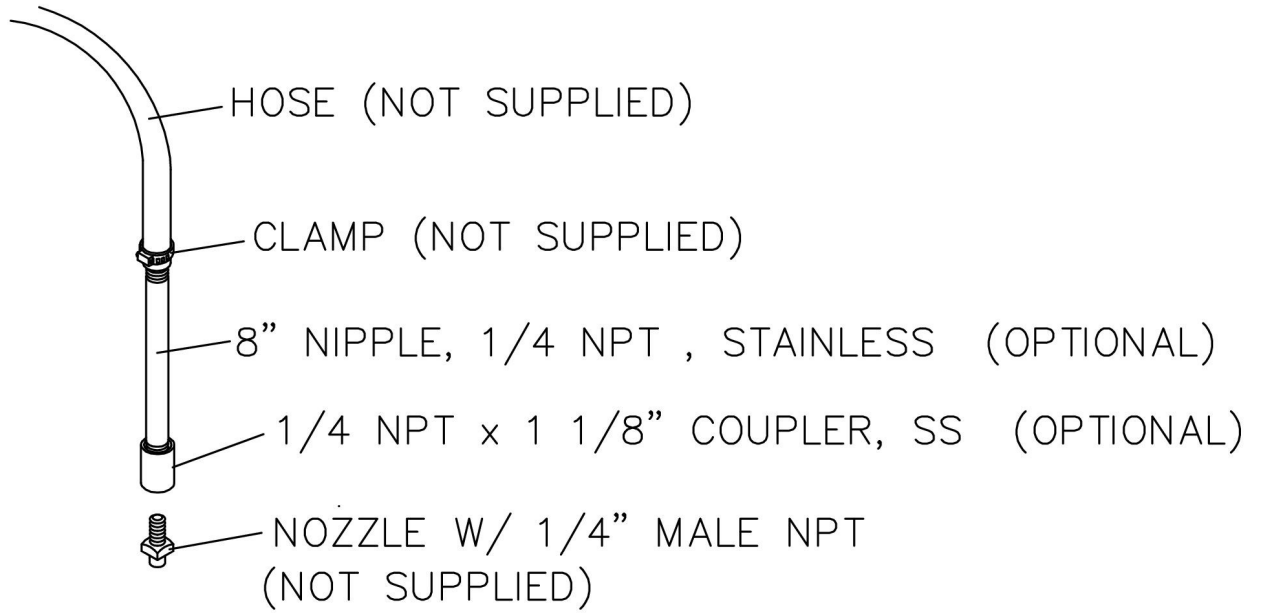 HOSE (NOT SUPPLIED)
CLAMP (NOT SUPPLIED)
8” NIPPLE, 1/4 NPT , STAINLESS (OPTIONAL)
1/4 NPT x 1 1/8” COUPLER, SS (OPTIONAL)
NOZZLE W/ 1/4” MALE NPT
(NOT SUPPLIED)